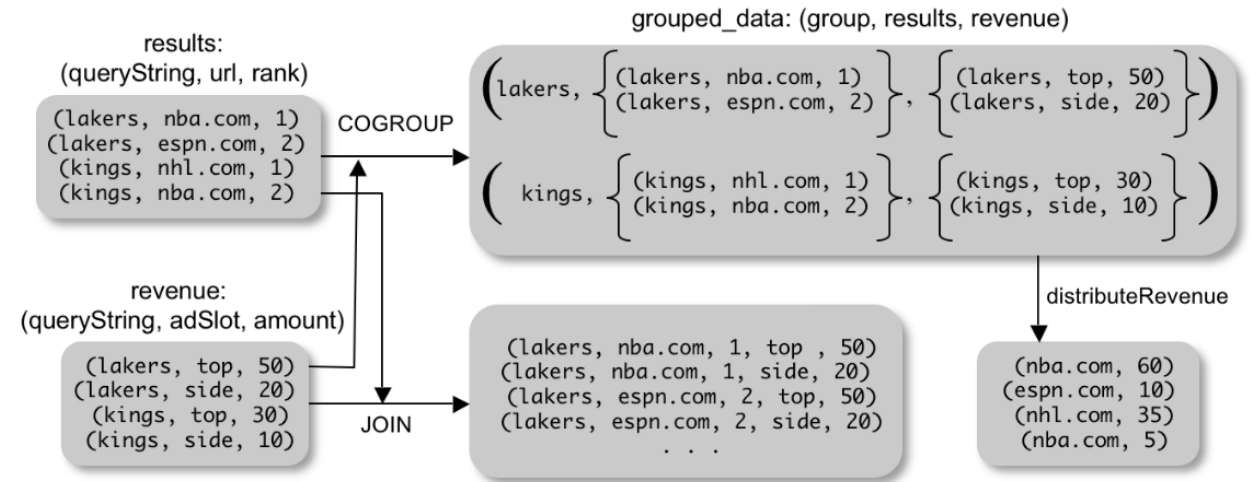 results:
(queryString, url, rank)
(lakers, nba.com, 1)
(lakers, espn.com, 2)
(kings, nhl.com, 1)
(kings, nba.com, 2)
COGROUP
grouped_data: (group, results, revenue)
(lakers, {(lakers, nba.com, 1) (lakers, espn.com, 2)}, {(lakers, top, 50) (lakers, side, 20)})
( kings, {(kings, nhl.com, 1) (kings, nba.com, 2)}, {(kings, top, 30) (kings, side, 10)})
revenue:
(queryString, adSlot, amount)
(lakers, top, 50)
(lakers, side, 20)
(kings, top, 30)
(kings, side, 10)
JOIN
(lakers, nba.com, 1, top , 50)
(lakers, nba.com, 1, side, 20)
(lakers, espn.com, 2, top, 50)
(lakers, espn.com, 2, side, 20)
. . .
distributeRevenue
(nba.com, 60)
(espn.com, 10)
(nhl.com, 35)
(nba.com, 5)